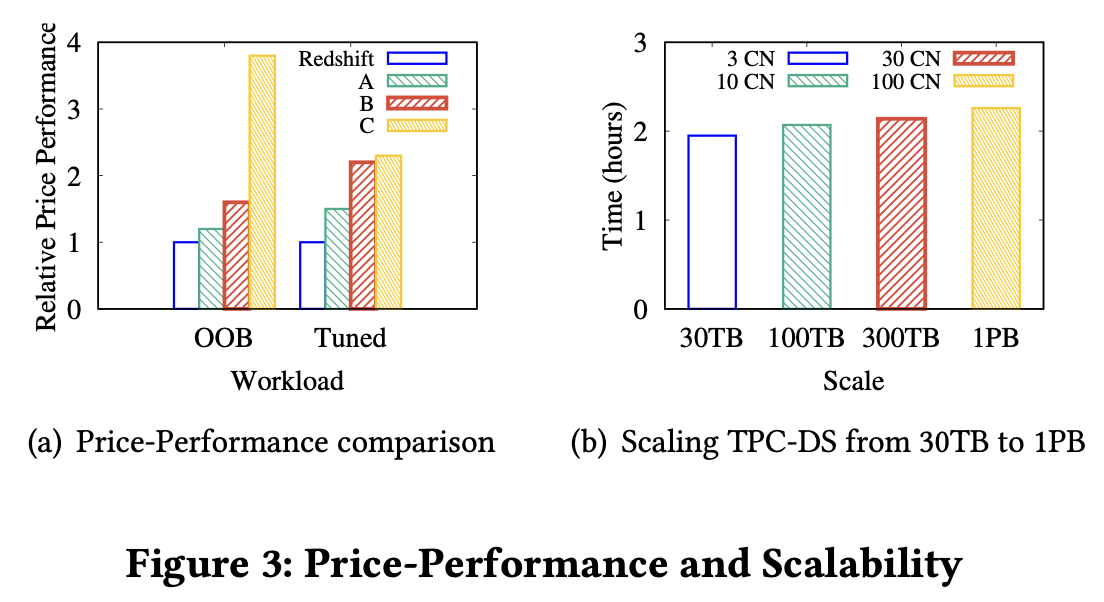 Relative Price Performance
4
3
2
1
0
Redshift
A
B
C
OOB Tuned
Workload
(a) Price-Performance comparison
Time (hours)
3
2
1
0
3 CN 30 CN
10 CN 100 CN
30TB 100TB 300TB 1PB
Scale
(b) Scaling TPC-DS from 30TB to 1PB
Figure 3: Price-Performance and Scalability